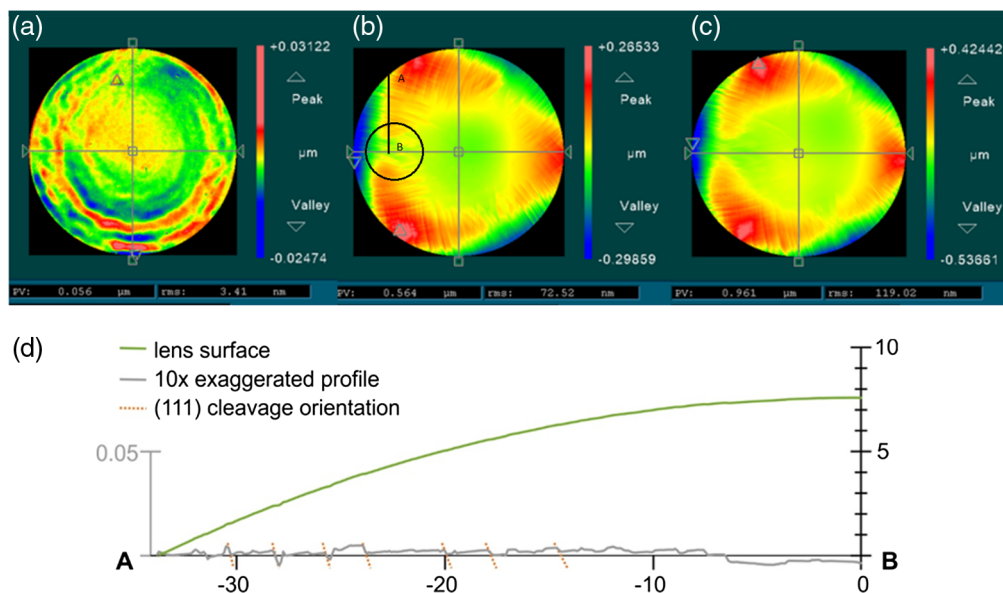 (a)
+0.03122
Peak
μm
Valley
-0.02474
PV: 0.056 μm rms: 3.41 nm
(b)
A
B
+0.26533
Peak
μm
Valley
-0.29859
PV: 0.564 μm rms: 72.52 nm
(c)
+0.42442
Peak
μm
Valley
-0.53661
PV: 0.961 μm rms: 119.02 nm
(d)
lens surface
10x exaggerated profile
(111) cleavage orientation
0.05
10
5
0
A
B
-30
-20
-10
0